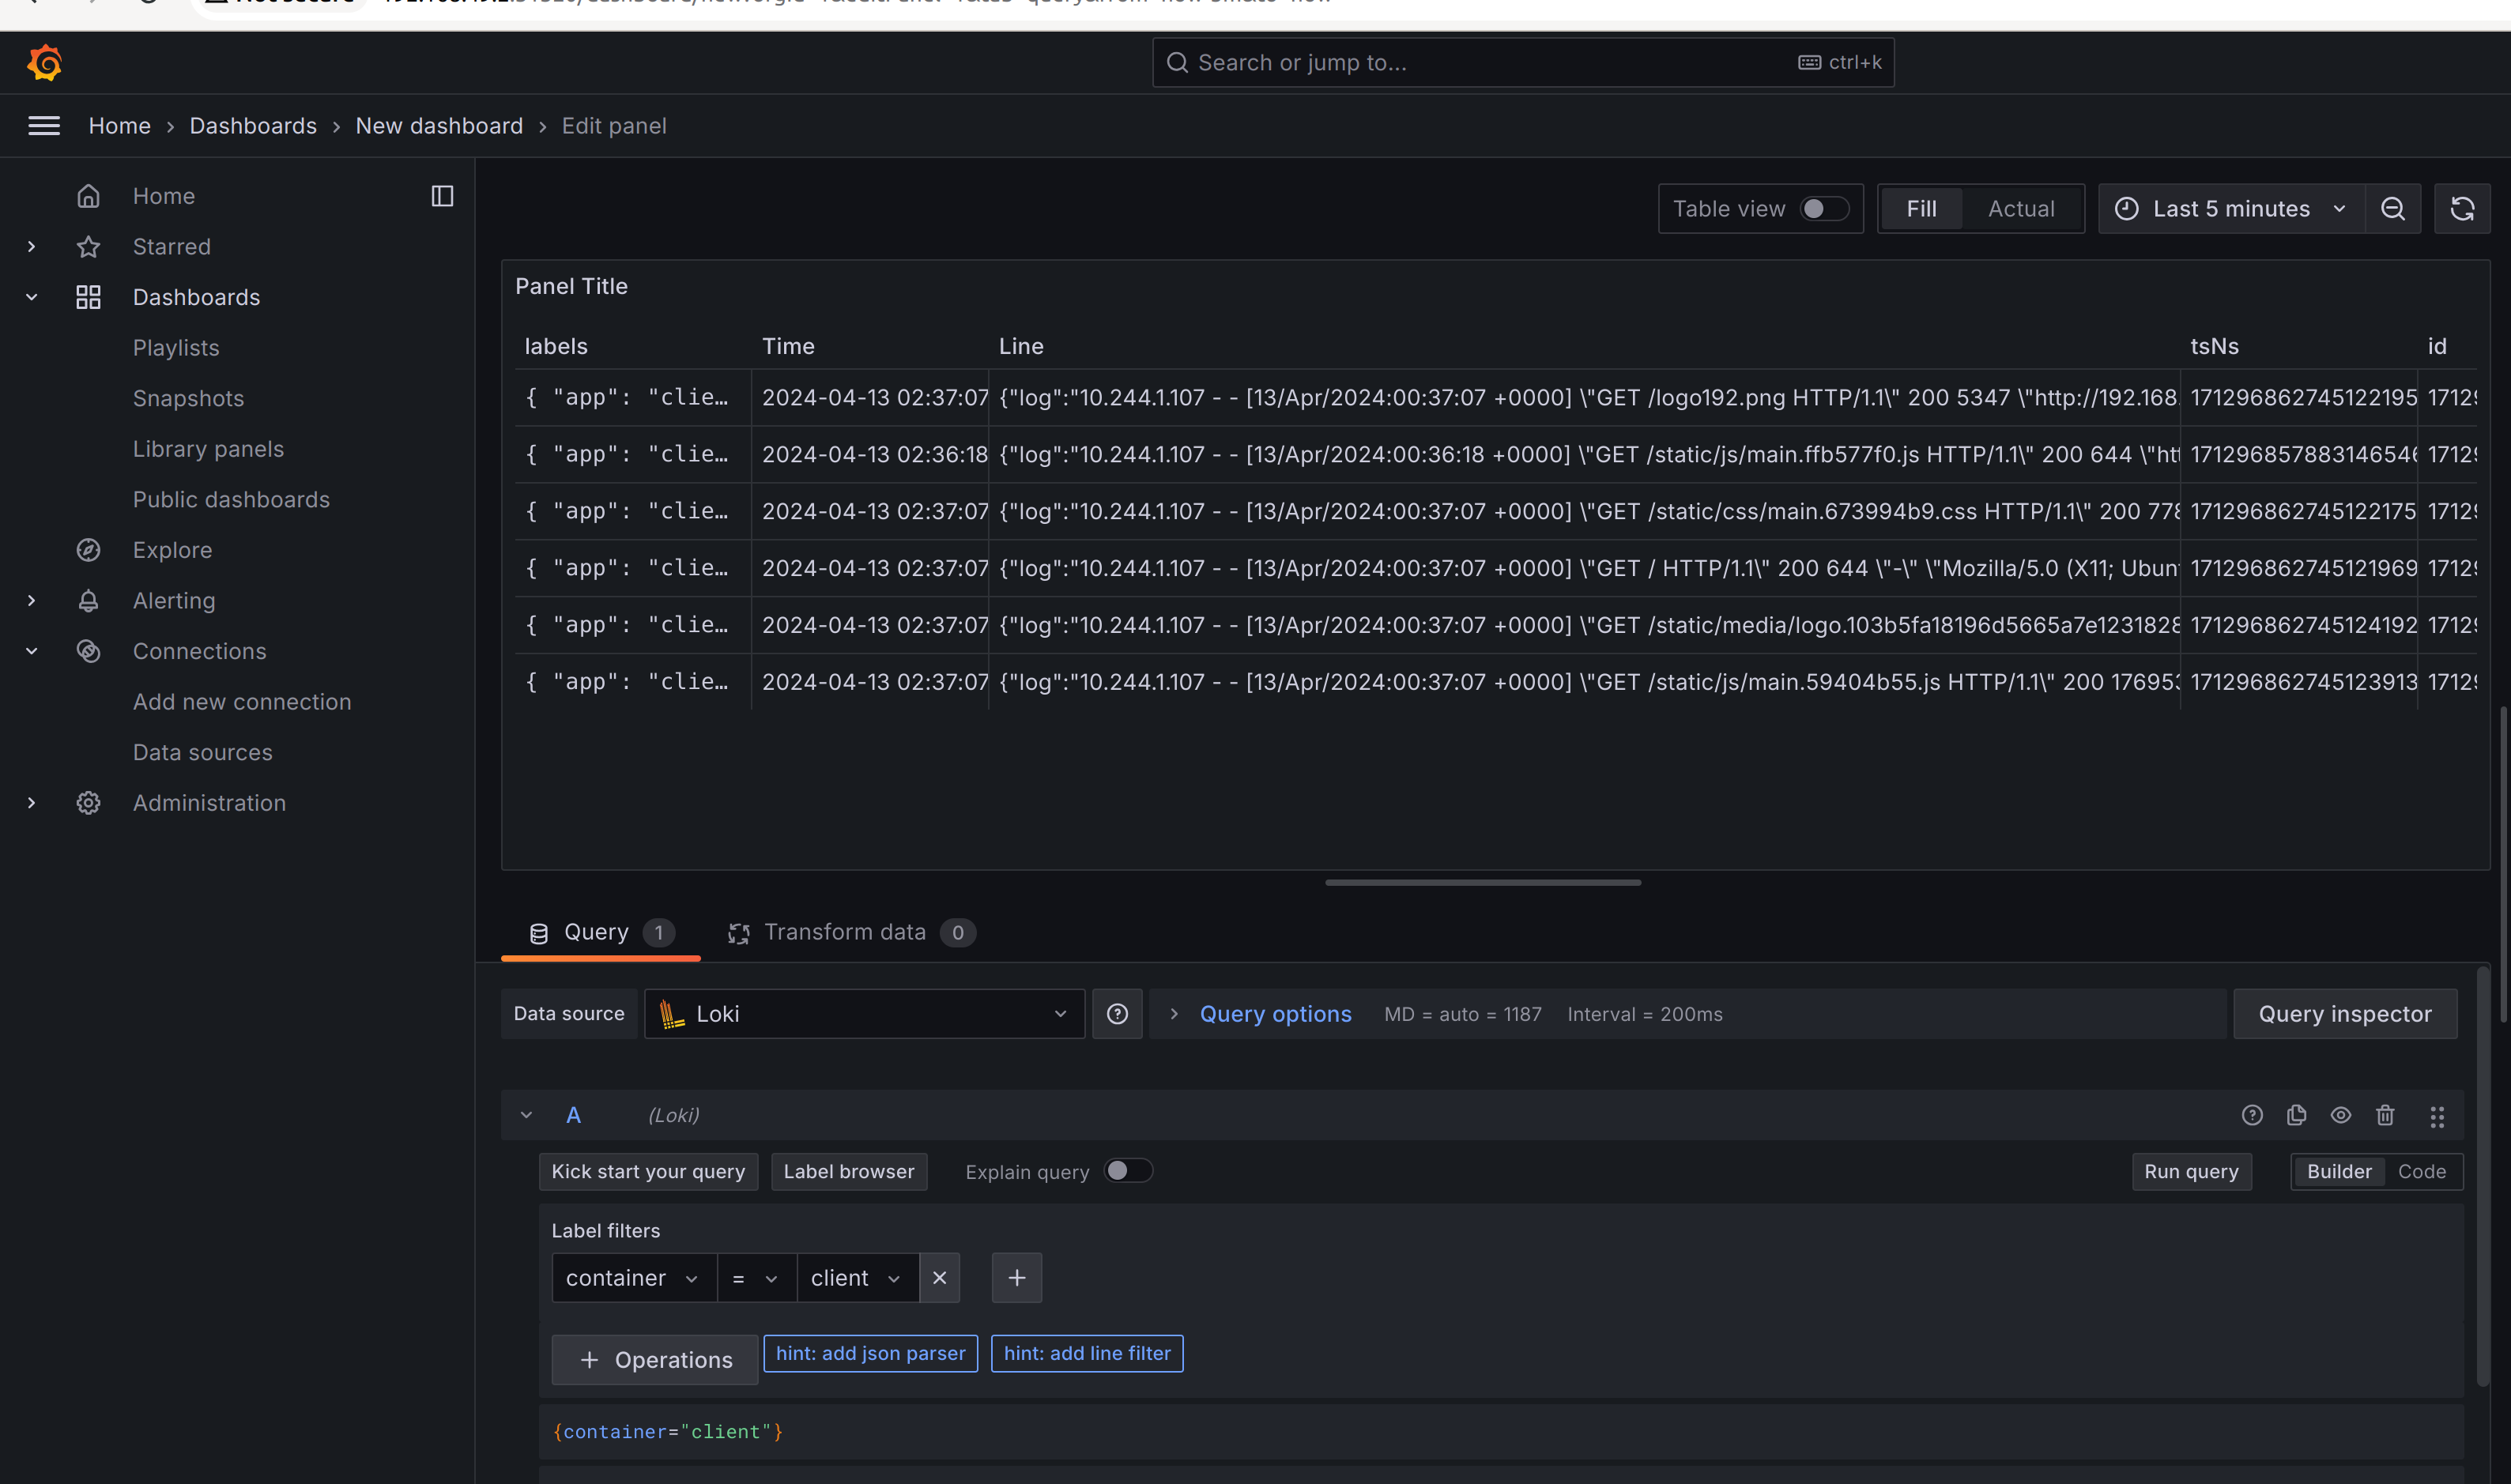 Search or jump to... ctrl+k
Home › Dashboards › New dashboard › Edit panel
Home
Starred
Dashboards
Playlists
Snapshots
Library panels
Public dashboards
Explore
Alerting
Connections
Add new connection
Data sources
Administration
Table view Fill Actual Last 5 minutes
Panel Title
labels Time Line tsNs id
{ "app": "clie… 2024-04-13 02:37:07 {"log":"10.244.1.107 - - [13/Apr/2024:00:37:07 +0000] \"GET /logo192.png HTTP/1.1\" 200 5347 \"http://192.168. 171296862745122195 1712
{ "app": "clie… 2024-04-13 02:36:18 {"log":"10.244.1.107 - - [13/Apr/2024:00:36:18 +0000] \"GET /static/js/main.ffb577f0.js HTTP/1.1\" 200 644 \"htt 171296857883146546 1712
{ "app": "clie… 2024-04-13 02:37:07 {"log":"10.244.1.107 - - [13/Apr/2024:00:37:07 +0000] \"GET /static/css/main.673994b9.css HTTP/1.1\" 200 778 171296862745122175 1712
{ "app": "clie… 2024-04-13 02:37:07 {"log":"10.244.1.107 - - [13/Apr/2024:00:37:07 +0000] \"GET / HTTP/1.1\" 200 644 \"-\" \"Mozilla/5.0 (X11; Ubun 171296862745121969 1712
{ "app": "clie… 2024-04-13 02:37:07 {"log":"10.244.1.107 - - [13/Apr/2024:00:37:07 +0000] \"GET /static/media/logo.103b5fa18196d5665a7e1231828 171296862745124192 1712
{ "app": "clie… 2024-04-13 02:37:07 {"log":"10.244.1.107 - - [13/Apr/2024:00:37:07 +0000] \"GET /static/js/main.59404b55.js HTTP/1.1\" 200 17695 171296862745123913 1712
Query 1 Transform data 0
Data source Loki Query options MD = auto = 1187 Interval = 200ms Query inspector
A (Loki)
Kick start your query Label browser Explain query Run query Builder Code
Label filters
container = client
+ Operations hint: add json parser hint: add line filter
{container="client"}